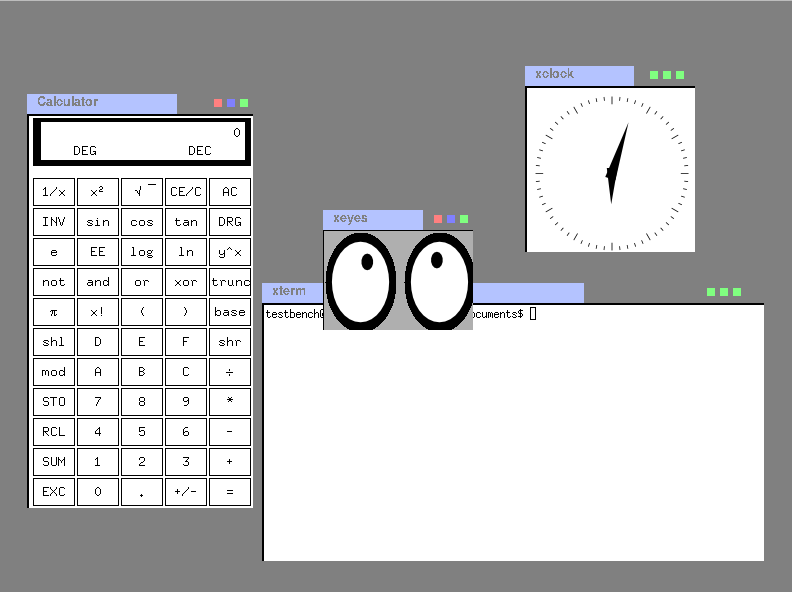 xclock
Calculator
0
DEG DEC
1/x x² √‾ CE/C AC
INV sin cos tan DRG
e EE log ln y^x
not and or xor trunc
π x! ( ) base
shl D E F shr
mod A B C ÷
STO 7 8 9 *
RCL 4 5 6 -
SUM 1 2 3 +
EXC 0 . +/- =
xeyes
xterm
testbench@ ocuments$